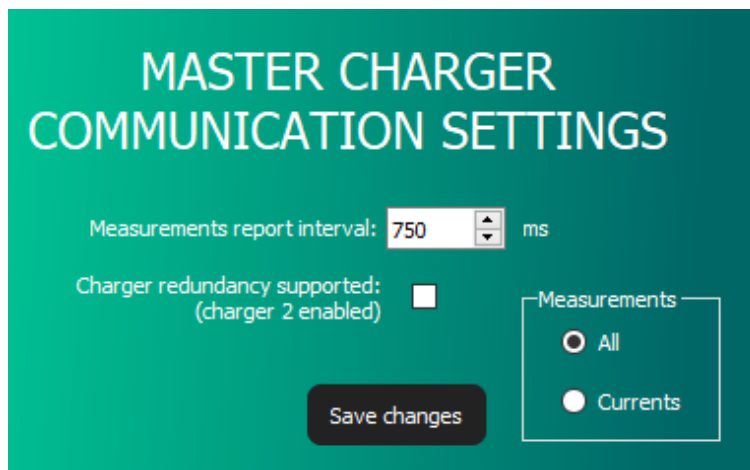 MASTER CHARGER
COMMUNICATION SETTINGS
Measurements report interval: 750 ms
Charger redundancy supported:
(charger 2 enabled)
Measurements
All
Currents
Save changes